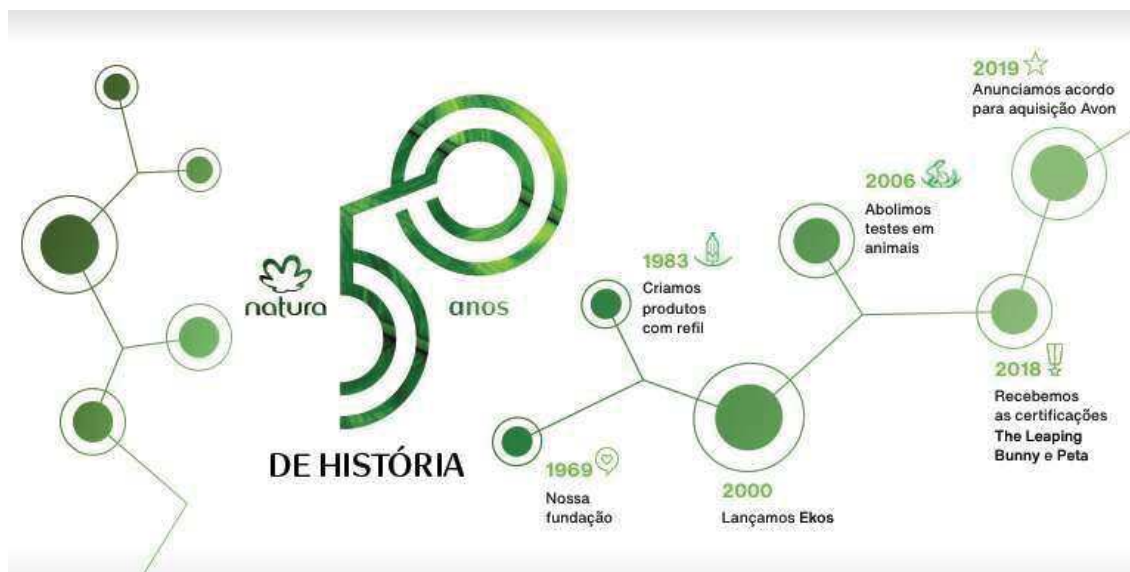 natura
50
anos
DE HISTÓRIA
1969
Nossa
fundação
1983
Criamos
produtos
com refil
2000
Lançamos Ekos
2006
Abolimos
testes em
animais
2018
Recebemos
as certificações
The Leaping
Bunny e Peta
2019
Anunciamos acordo
para aquisição Avon